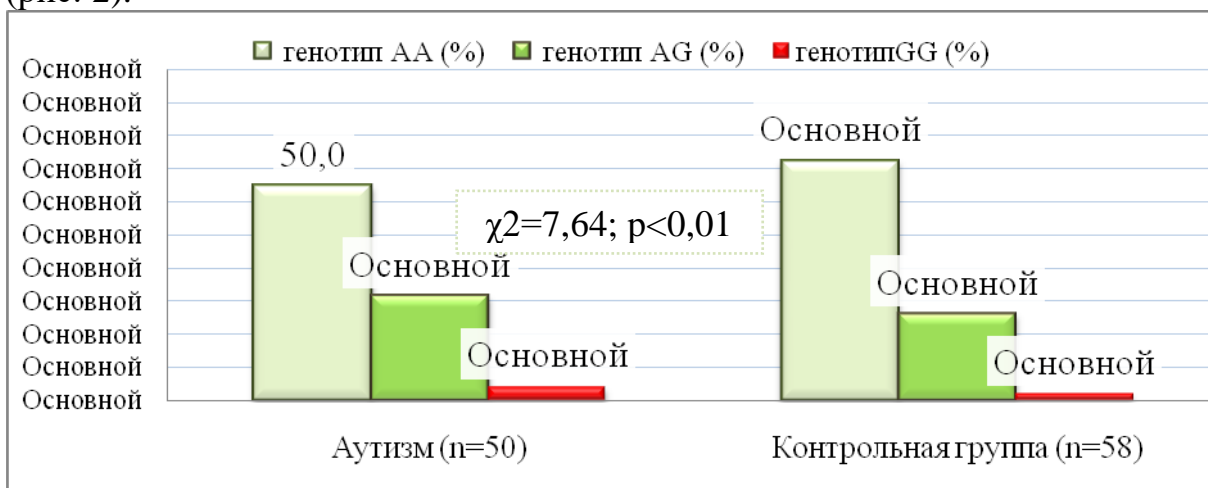 (рис. 2).
генотип AA (%) генотип AG (%) генотипGG (%)
Основной
Основной
Основной
Основной
Основной
Основной
Основной
Основной
Основной
Основной
Основной
50,0
Основной
Основной
χ2=7,64; p<0,01
Основной
Основной
Основной
Аутизм (n=50) Контрольная группа (n=58)